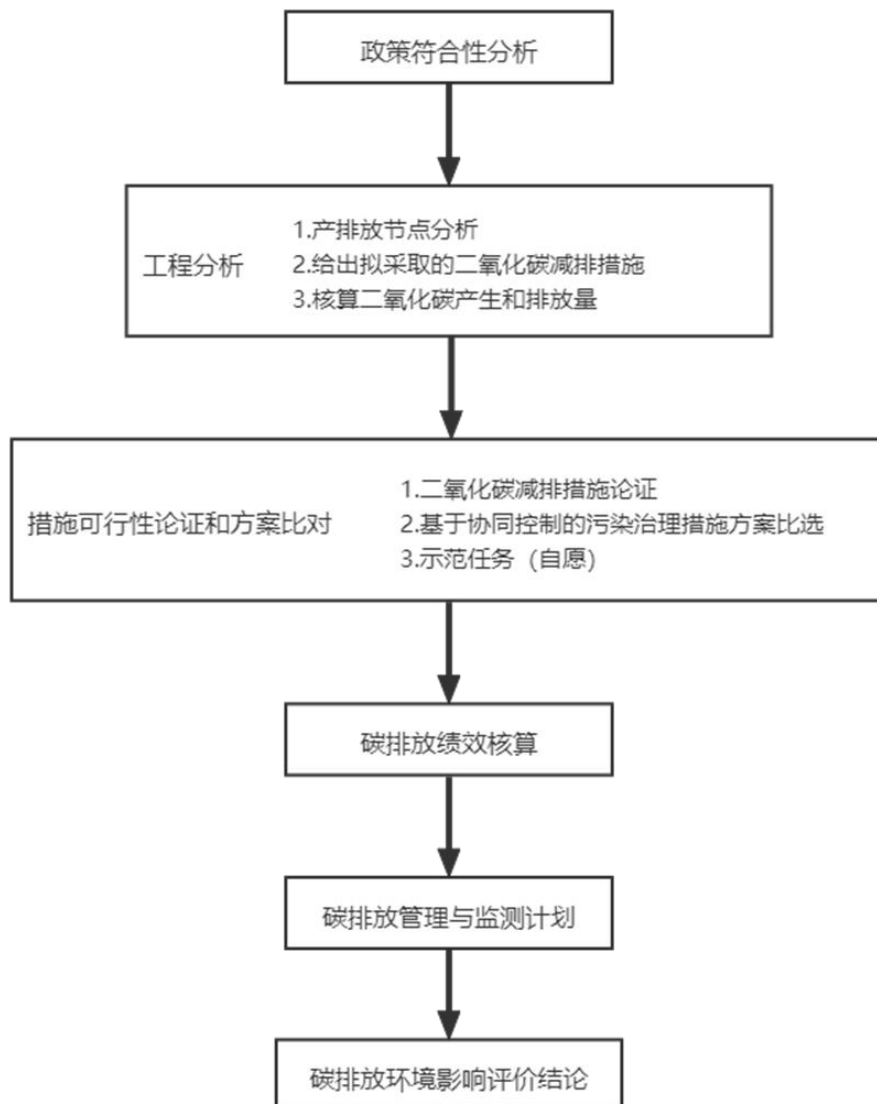 政策符合性分析
工程分析
1.产排放节点分析
2.给出拟采取的二氧化碳减排措施
3.核算二氧化碳产生和排放量
措施可行性论证和方案比对
1.二氧化碳减排措施论证
2.基于协同控制的污染治理措施方案比选
3.示范任务（自愿）
碳排放绩效核算
碳排放管理与监测计划
碳排放环境影响评价结论